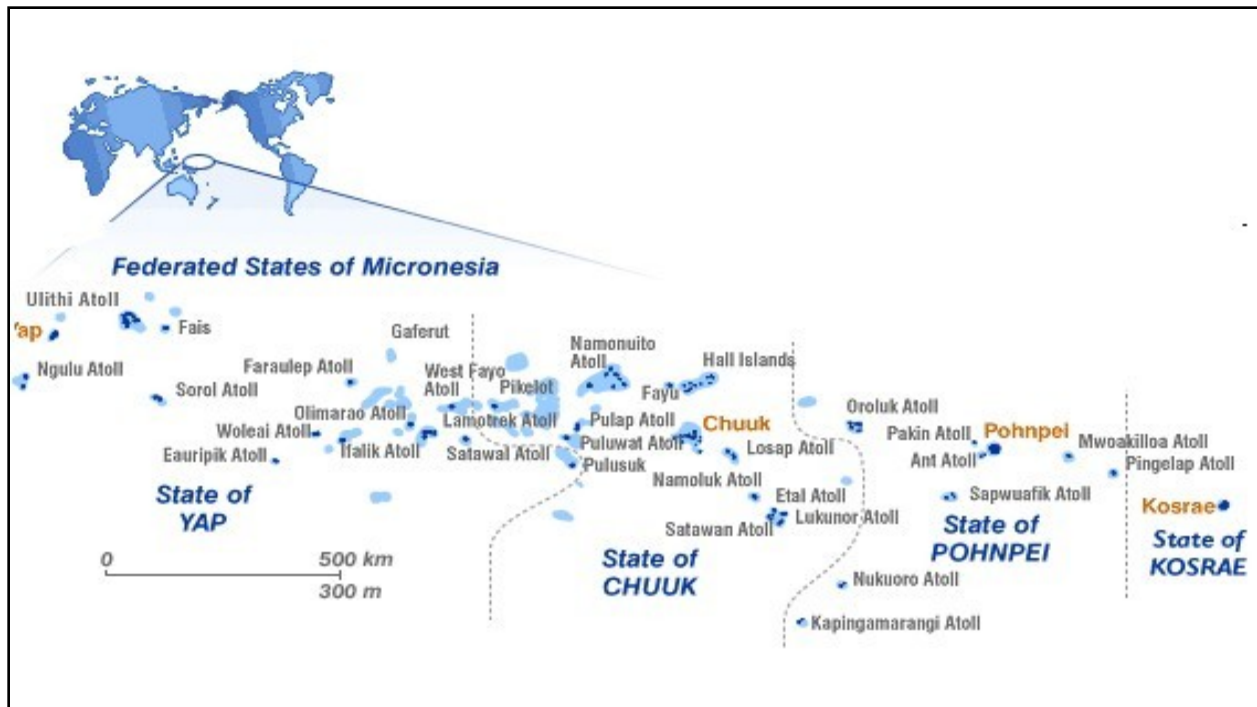 Federated States of Micronesia
Ulithi Atoll
Yap
Fais
Ngulu Atoll
Sorol Atoll
Gaferut
Faraulep Atoll
West Fayo
Atoll
Pikelot
Olimarao Atoll
Lamotrek Atoll
Woleai Atoll
Ifalik Atoll
Satawal Atoll
Eauripik Atoll
State of
YAP
0
500 km
300 m
Namonuito
Atoll
Hall Islands
Fayu
Pulap Atoll
Chuuk
Puluwat Atoll
Losap Atoll
Pulusuk
Namoluk Atoll
Etal Atoll
Satawan Atoll
Lukunor Atoll
State of
CHUUK
Oroluk Atoll
Pakin Atoll
Pohnpei
Mwoakilloa Atoll
Ant Atoll
Pingelap Atoll
Sapwuafik Atoll
State of
POHNPEI
Nukuoro Atoll
Kapingamarangi Atoll
Kosrae
State of
KOSRAE